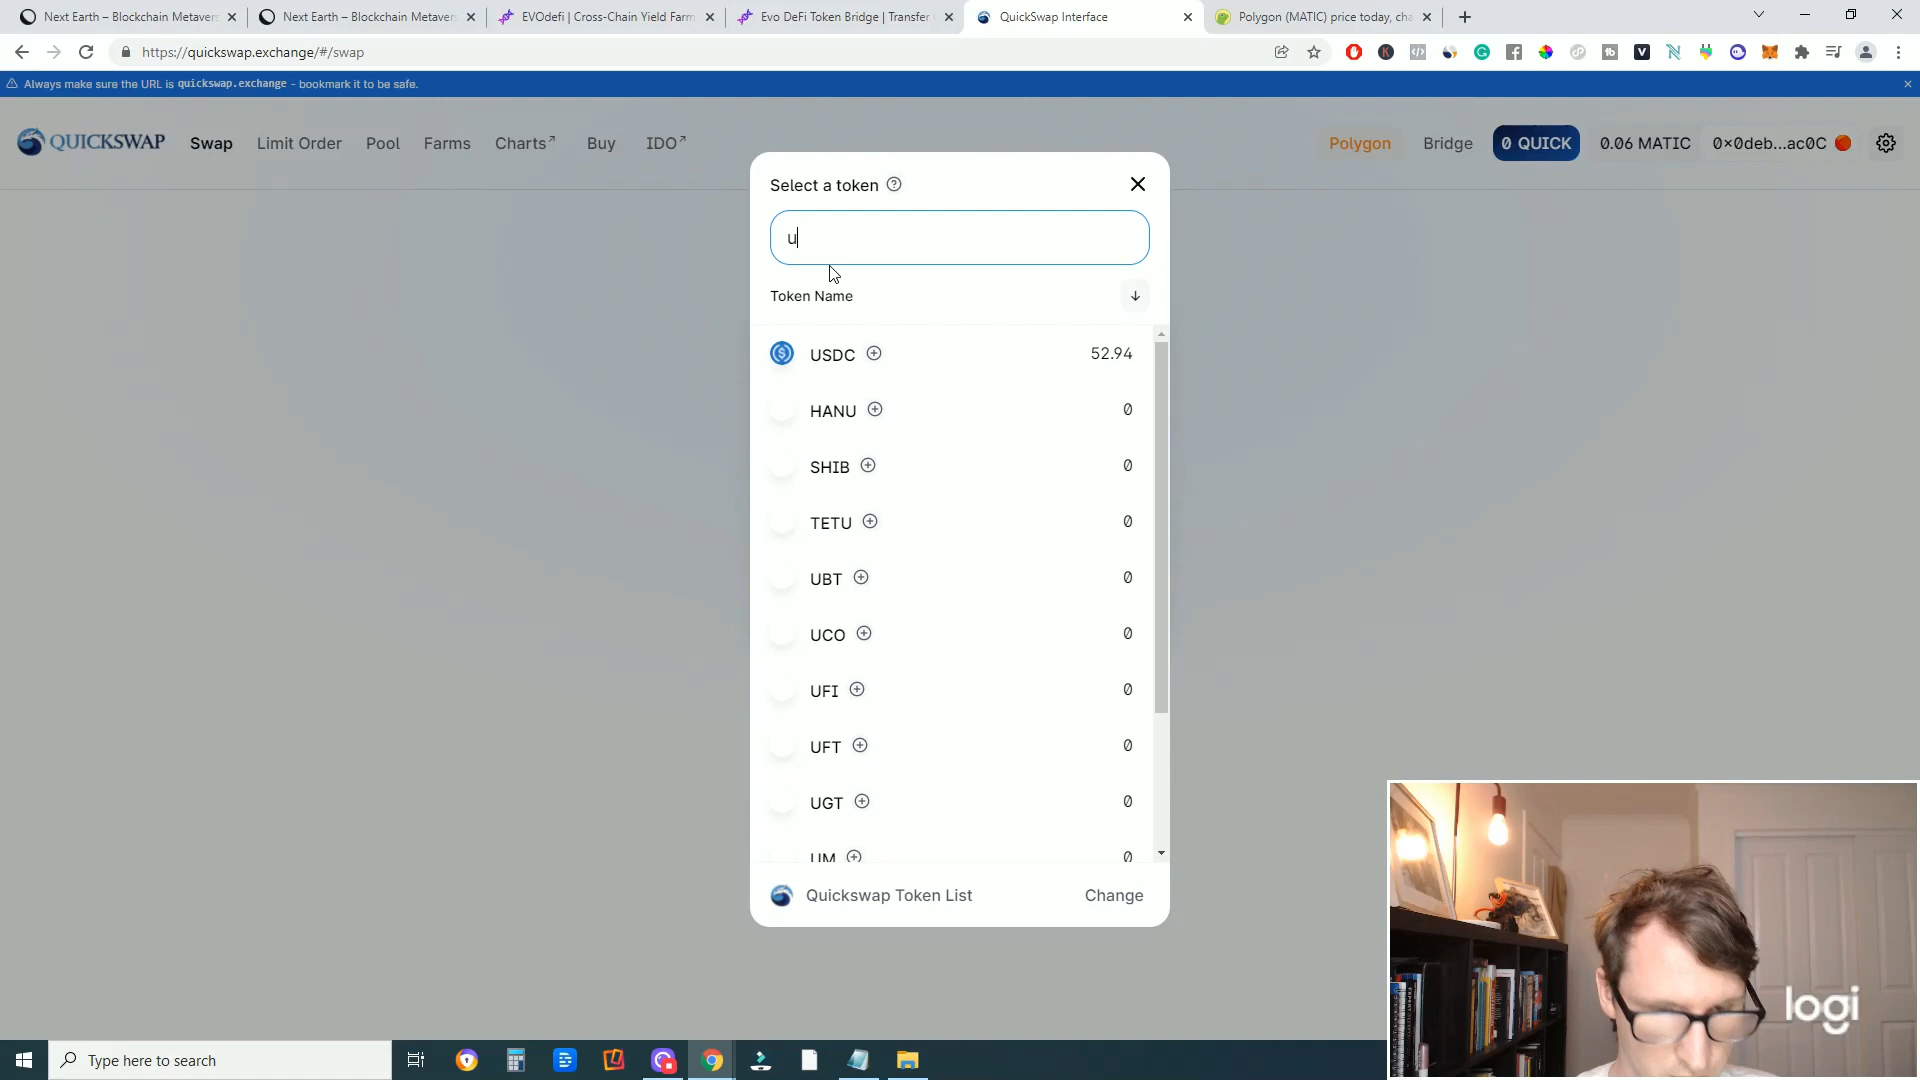 Next Earth – Blockchain Metavers
Next Earth – Blockchain Metavers
EVOdefi | Cross-Chain Yield Farm
Evo DeFi Token Bridge | Transfer
QuickSwap Interface
Polygon (MATIC) price today, cha
https://quickswap.exchange/#/swap
Always make sure the URL is quickswap.exchange - bookmark it to be safe.
QUICKSWAP
Swap
Limit Order
Pool
Farms
Charts↗
Buy
IDO↗
Polygon
Bridge
0 QUICK
0.06 MATIC
0x0deb...ac0C
Select a token
u
Token Name
USDC 52.94
HANU 0
SHIB 0
TETU 0
UBT 0
UCO 0
UFI 0
UFT 0
UGT 0
UM 0
Quickswap Token List
Change
logi
Type here to search